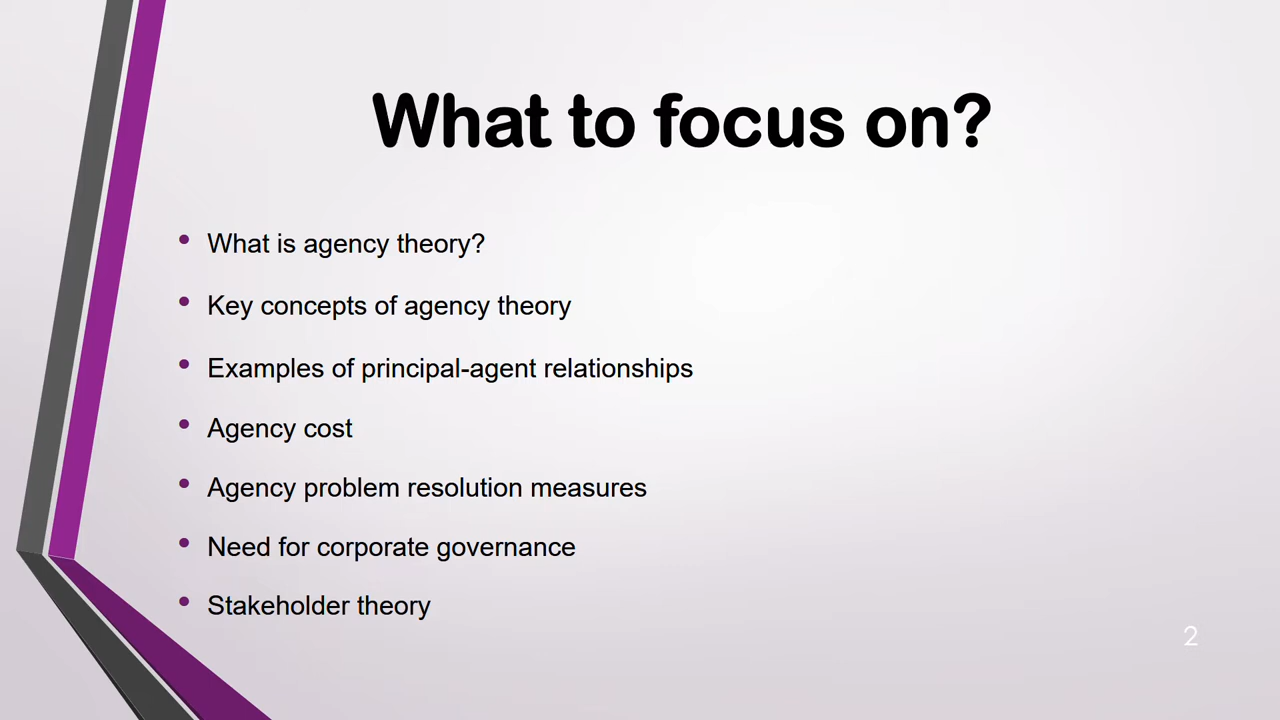 What to focus on?
• What is agency theory?
• Key concepts of agency theory
• Examples of principal-agent relationships
• Agency cost
• Agency problem resolution measures
• Need for corporate governance
• Stakeholder theory
2